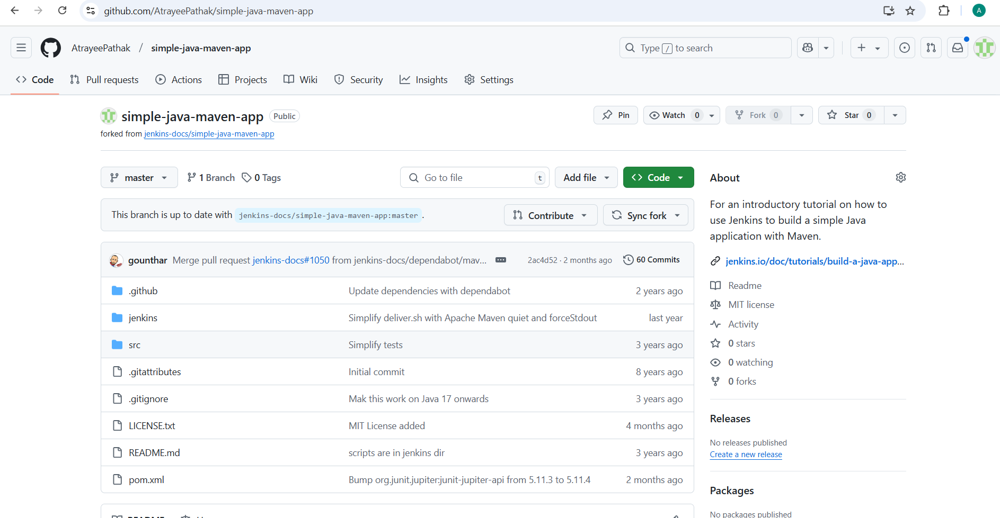 github.com/AtrayeePathak/simple-java-maven-app
A
AtrayeePathak / simple-java-maven-app
Type / to search
Code Pull requests Actions Projects Wiki Security Insights Settings
simple-java-maven-app Public
Pin Watch 0 Fork 0 Star 0
forked from jenkins-docs/simple-java-maven-app
master 1 Branch 0 Tags Go to file t Add file Code
This branch is up to date with jenkins-docs/simple-java-maven-app:master .
Contribute Sync fork
gounthar Merge pull request jenkins-docs#1050 from jenkins-docs/dependabot/mav... 2ac4d52 · 2 months ago 60 Commits
.github Update dependencies with dependabot 2 years ago
jenkins Simplify deliver.sh with Apache Maven quiet and forceStdout last year
src Simplify tests 3 years ago
.gitattributes Initial commit 8 years ago
.gitignore Mak this work on Java 17 onwards 3 years ago
LICENSE.txt MIT License added 4 months ago
README.md scripts are in jenkins dir 3 years ago
pom.xml Bump org.junit.jupiter:junit-jupiter-api from 5.11.3 to 5.11.4 2 months ago
README
About
For an introductory tutorial on how to
use Jenkins to build a simple Java
application with Maven.
jenkins.io/doc/tutorials/build-a-java-app...
Readme
MIT license
Activity
0 stars
0 watching
0 forks
Releases
No releases published
Create a new release
Packages
No packages published